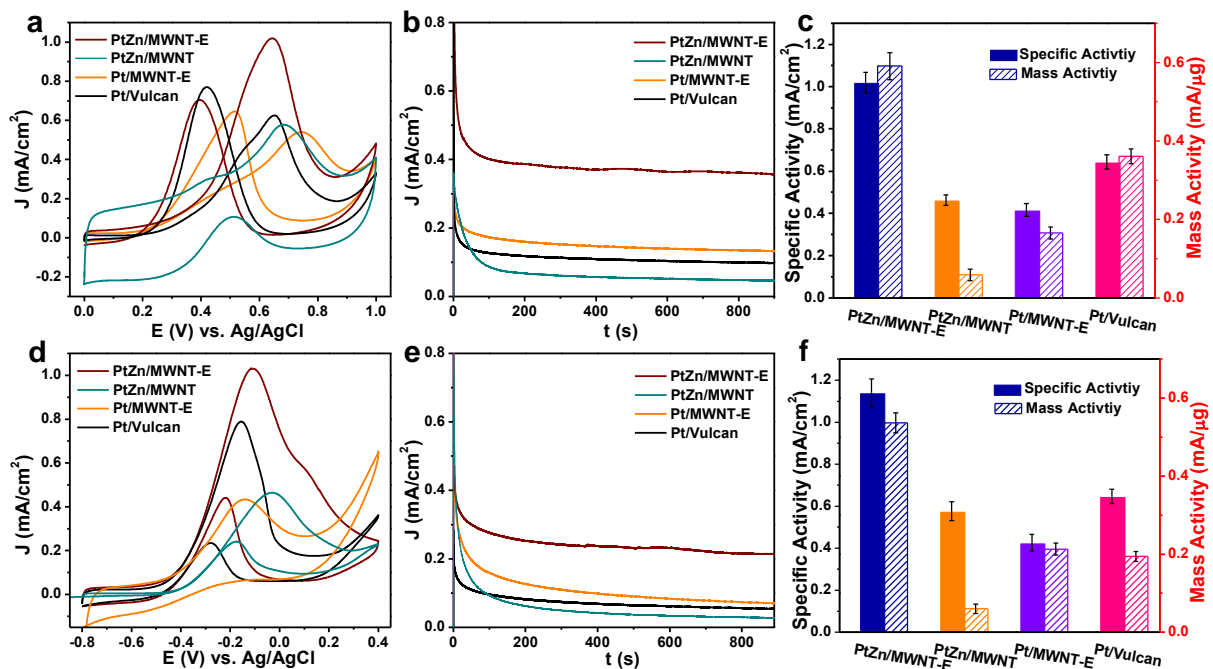 a
PtZn/MWNT-E
PtZn/MWNT
Pt/MWNT-E
Pt/Vulcan
J (mA/cm2)
1.2
1.0
0.8
0.6
0.4
0.2
0.0
-0.2
0.0 0.2 0.4 0.6 0.8 1.0
E (V) vs. Ag/AgCl
b
PtZn/MWNT-E
PtZn/MWNT
Pt/MWNT-E
Pt/Vulcan
J (mA/cm2)
0.8
0.6
0.4
0.2
0.0
0 200 400 600 800
t (s)
c
Specific Activtiy
Mass Activtiy
Specific Activity (mA/cm2)
1.2
1.0
0.8
0.6
0.4
0.2
0.0
Mass Activity (mA/µg)
0.6
0.4
0.2
0.0
PtZn/MWNT-E PtZn/MWNT Pt/MWNT-E Pt/Vulcan
d
PtZn/MWNT-E
PtZn/MWNT
Pt/MWNT-E
Pt/Vulcan
J (mA/cm2)
1.0
0.8
0.6
0.4
0.2
0.0
-0.8 -0.6 -0.4 -0.2 0.0 0.2 0.4
E (V) vs. Ag/AgCl
e
PtZn/MWNT-E
PtZn/MWNT
Pt/MWNT-E
Pt/Vulcan
J (mA/cm2)
0.8
0.6
0.4
0.2
0.0
0 200 400 600 800
t (s)
f
Specific Activtiy
Mass Activtiy
Specific Activity (mA/cm2)
1.2
1.0
0.8
0.6
0.4
0.2
0.0
Mass Activity (mA/µg)
0.6
0.4
0.2
0.0
PtZn/MWNT-E PtZn/MWNT Pt/MWNT-E Pt/Vulcan